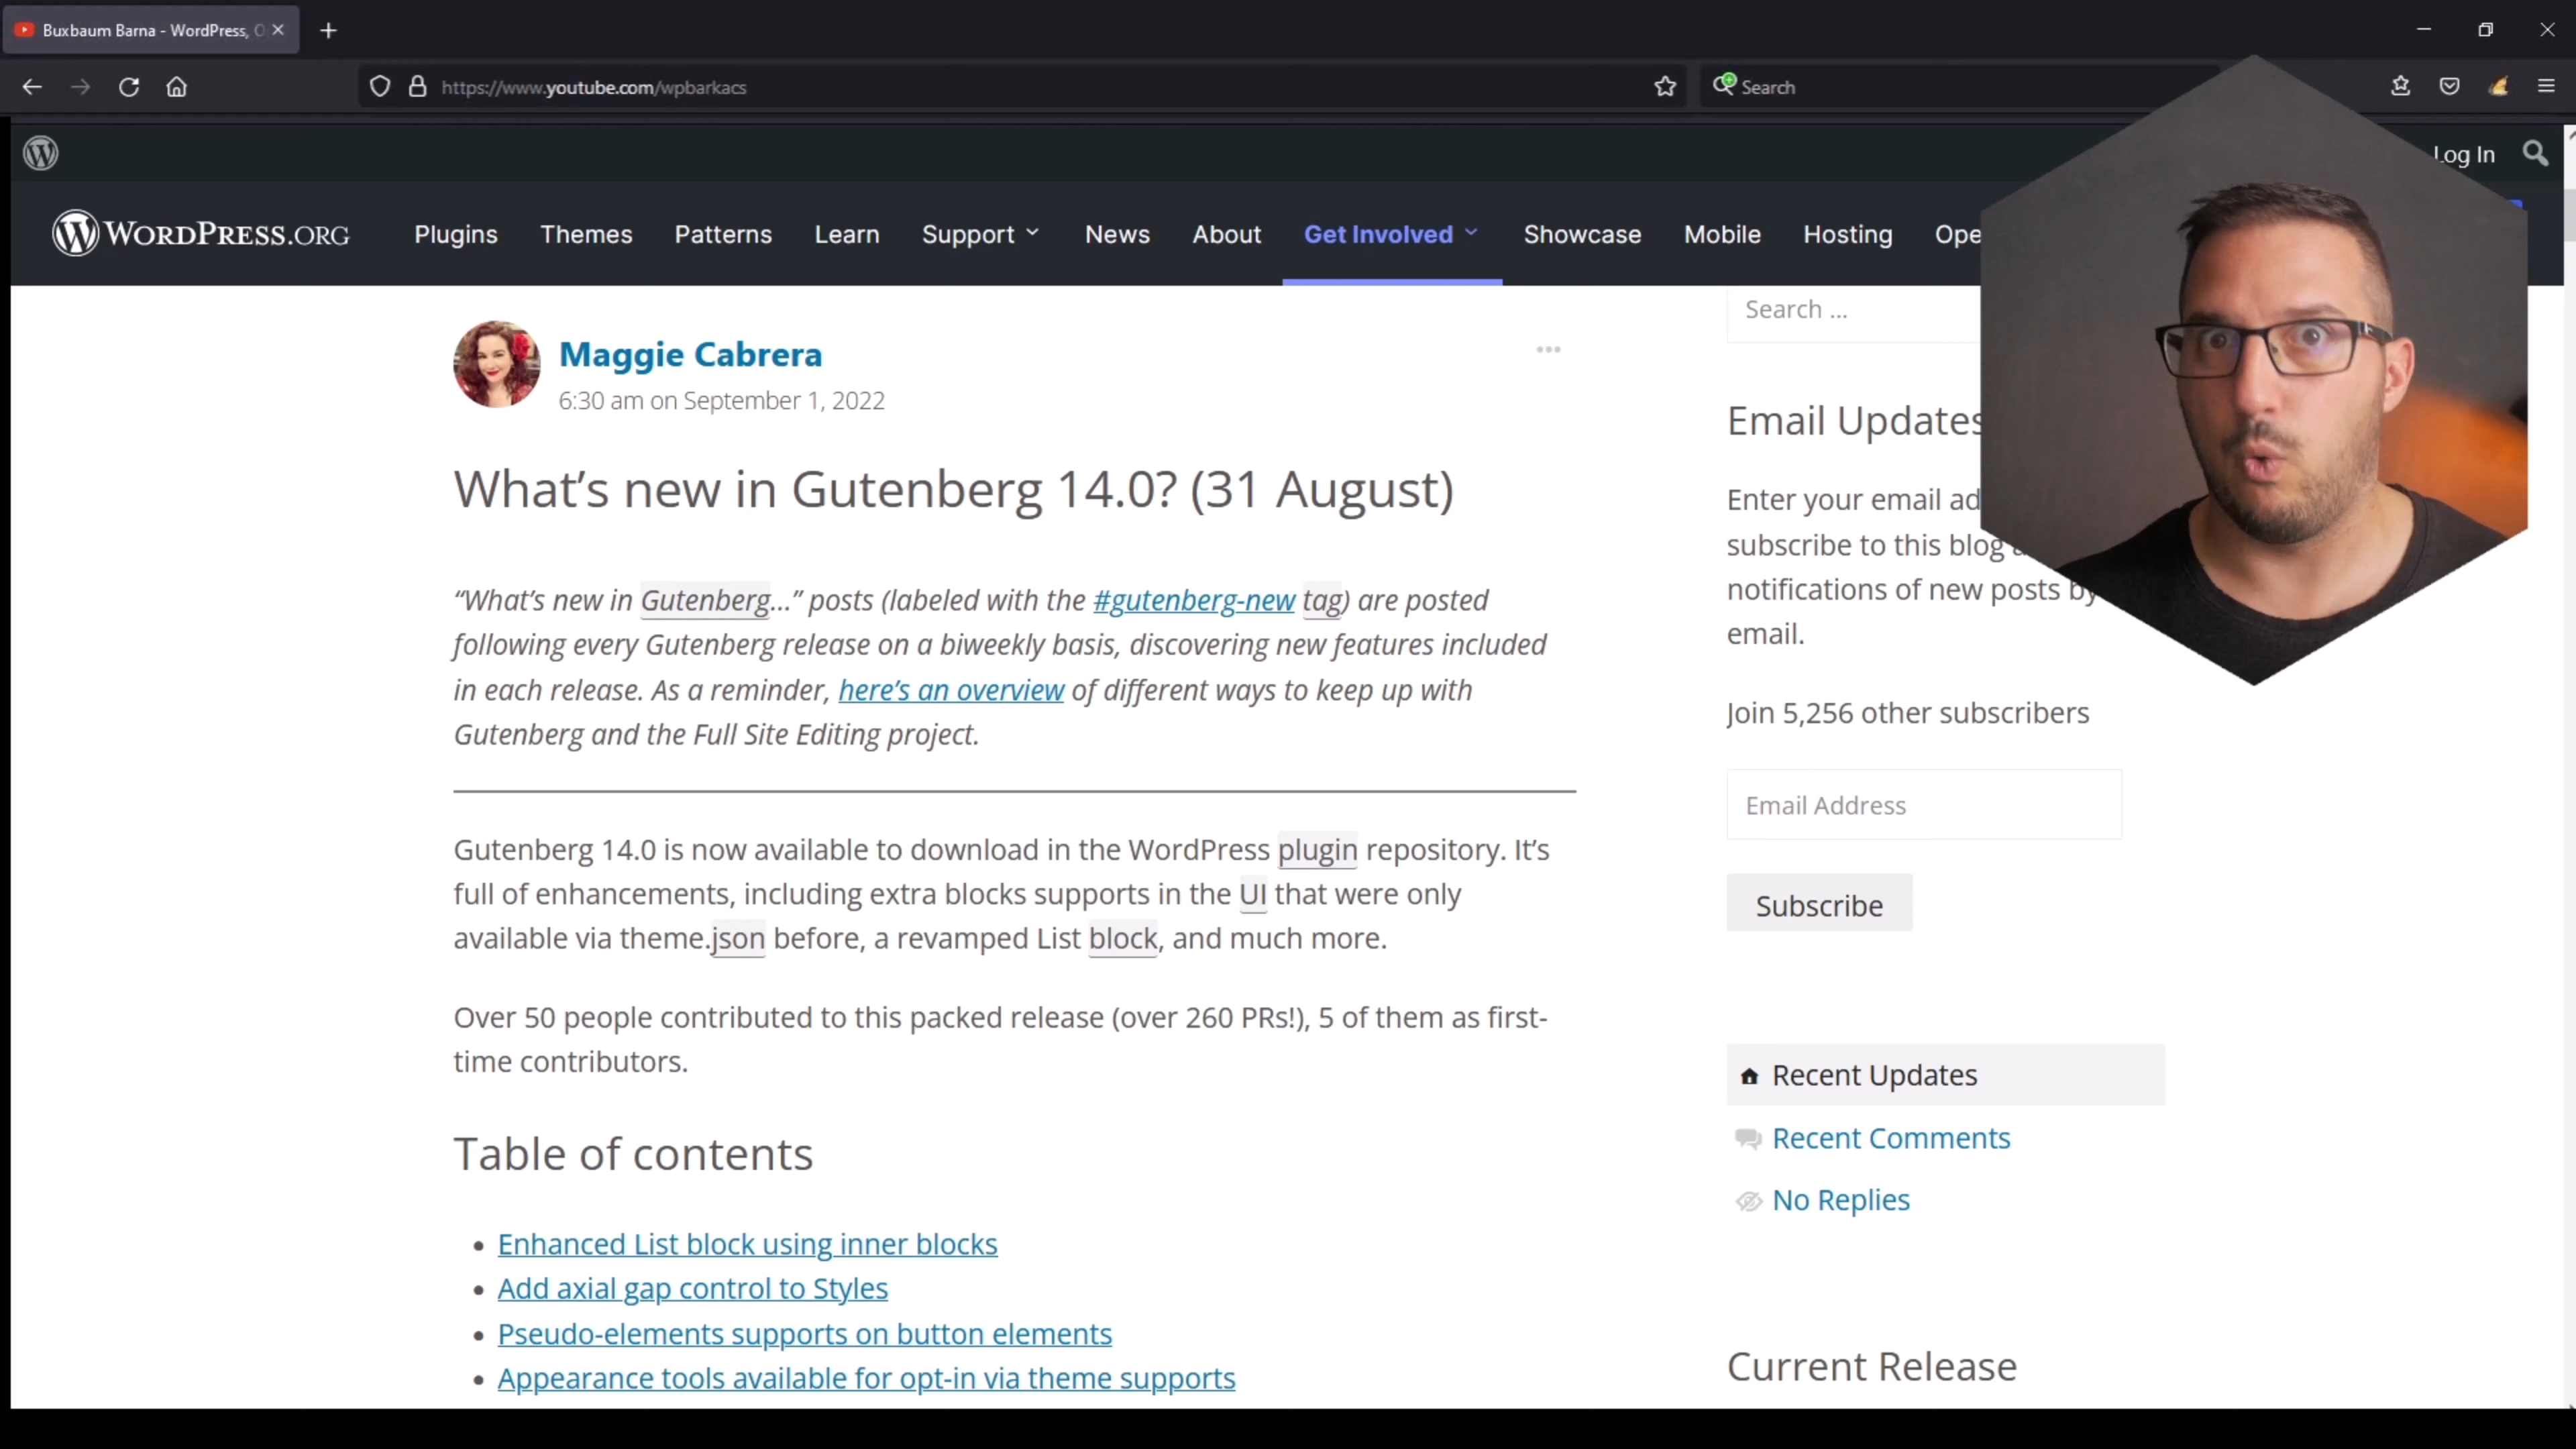 Buxbaum Barna - WordPress, O
https://www.youtube.com/wpbarkacs
Search
Log In
WORDPRESS.ORG
Plugins
Themes
Patterns
Learn
Support
News
About
Get Involved
Showcase
Mobile
Hosting
Ope
Maggie Cabrera
6:30 am on September 1, 2022
What’s new in Gutenberg 14.0? (31 August)
“What’s new in Gutenberg…” posts (labeled with the #gutenberg-new tag) are posted
following every Gutenberg release on a biweekly basis, discovering new features included
in each release. As a reminder, here’s an overview of different ways to keep up with
Gutenberg and the Full Site Editing project.
Gutenberg 14.0 is now available to download in the WordPress plugin repository. It’s
full of enhancements, including extra blocks supports in the UI that were only
available via theme.json before, a revamped List block, and much more.
Over 50 people contributed to this packed release (over 260 PRs!), 5 of them as first-
time contributors.
Table of contents
• Enhanced List block using inner blocks
• Add axial gap control to Styles
• Pseudo-elements supports on button elements
• Appearance tools available for opt-in via theme supports
Search ...
Email Updates
Enter your email ad
subscribe to this blog
notifications of new posts by
email.
Join 5,256 other subscribers
Email Address
Subscribe
Recent Updates
Recent Comments
No Replies
Current Release